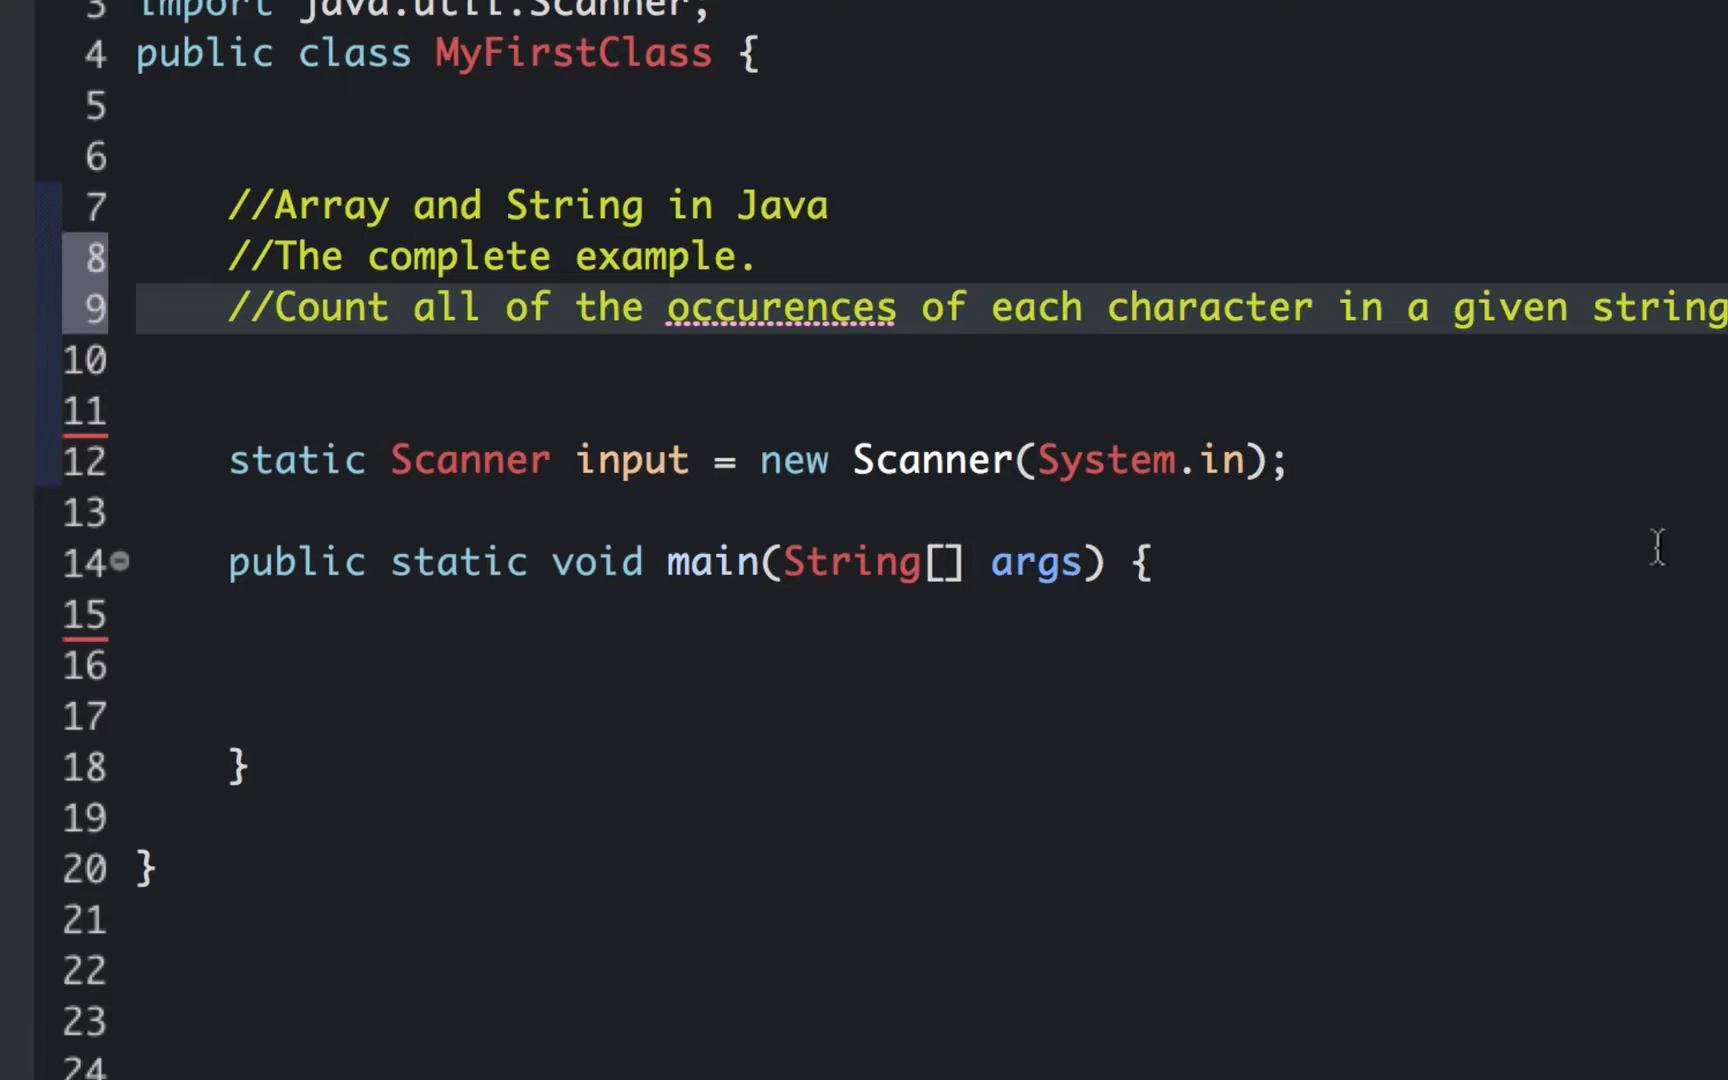 3 import java.util.Scanner;
4 public class MyFirstClass {
5
6
7 //Array and String in Java
8 //The complete example.
9 //Count all of the occurences of each character in a given string
10
11
12 static Scanner input = new Scanner(System.in);
13
14 public static void main(String[] args) {
15
16
17
18 }
19
20 }
21
22
23
24